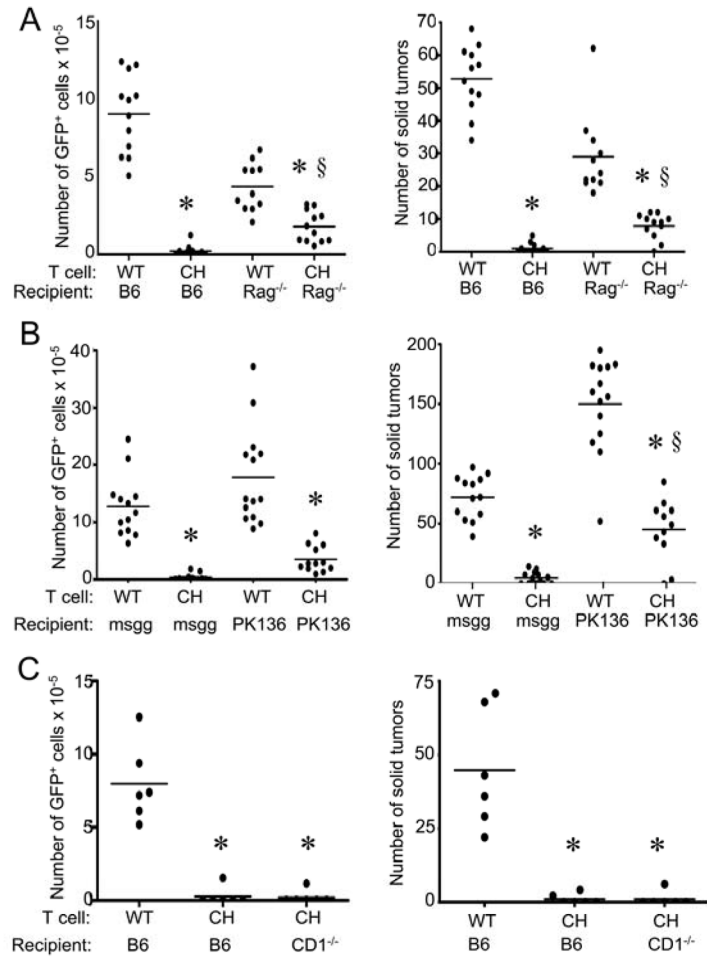 A
Number of GFP+ cells x 10-5
15
10
5
0
*
* §
T cell: WT CH WT CH
Recipient: B6 B6 Rag-/- Rag-/-
Number of solid tumors
70
60
50
40
30
20
10
0
*
* §
WT CH WT CH
B6 B6 Rag-/- Rag-/-
B
Number of GFP+ cells x 10-5
40
30
20
10
0
*
*
T cell: WT CH WT CH
Recipient: msgg msgg PK136 PK136
Number of solid tumors
200
150
100
50
0
*
* §
WT CH WT CH
msgg msgg PK136 PK136
C
Number of GFP+ cells x 10-5
15
10
5
0
*
*
T cell: WT CH CH
Recipient: B6 B6 CD1-/-
Number of solid tumors
75
50
25
0
*
*
WT CH CH
B6 B6 CD1-/-